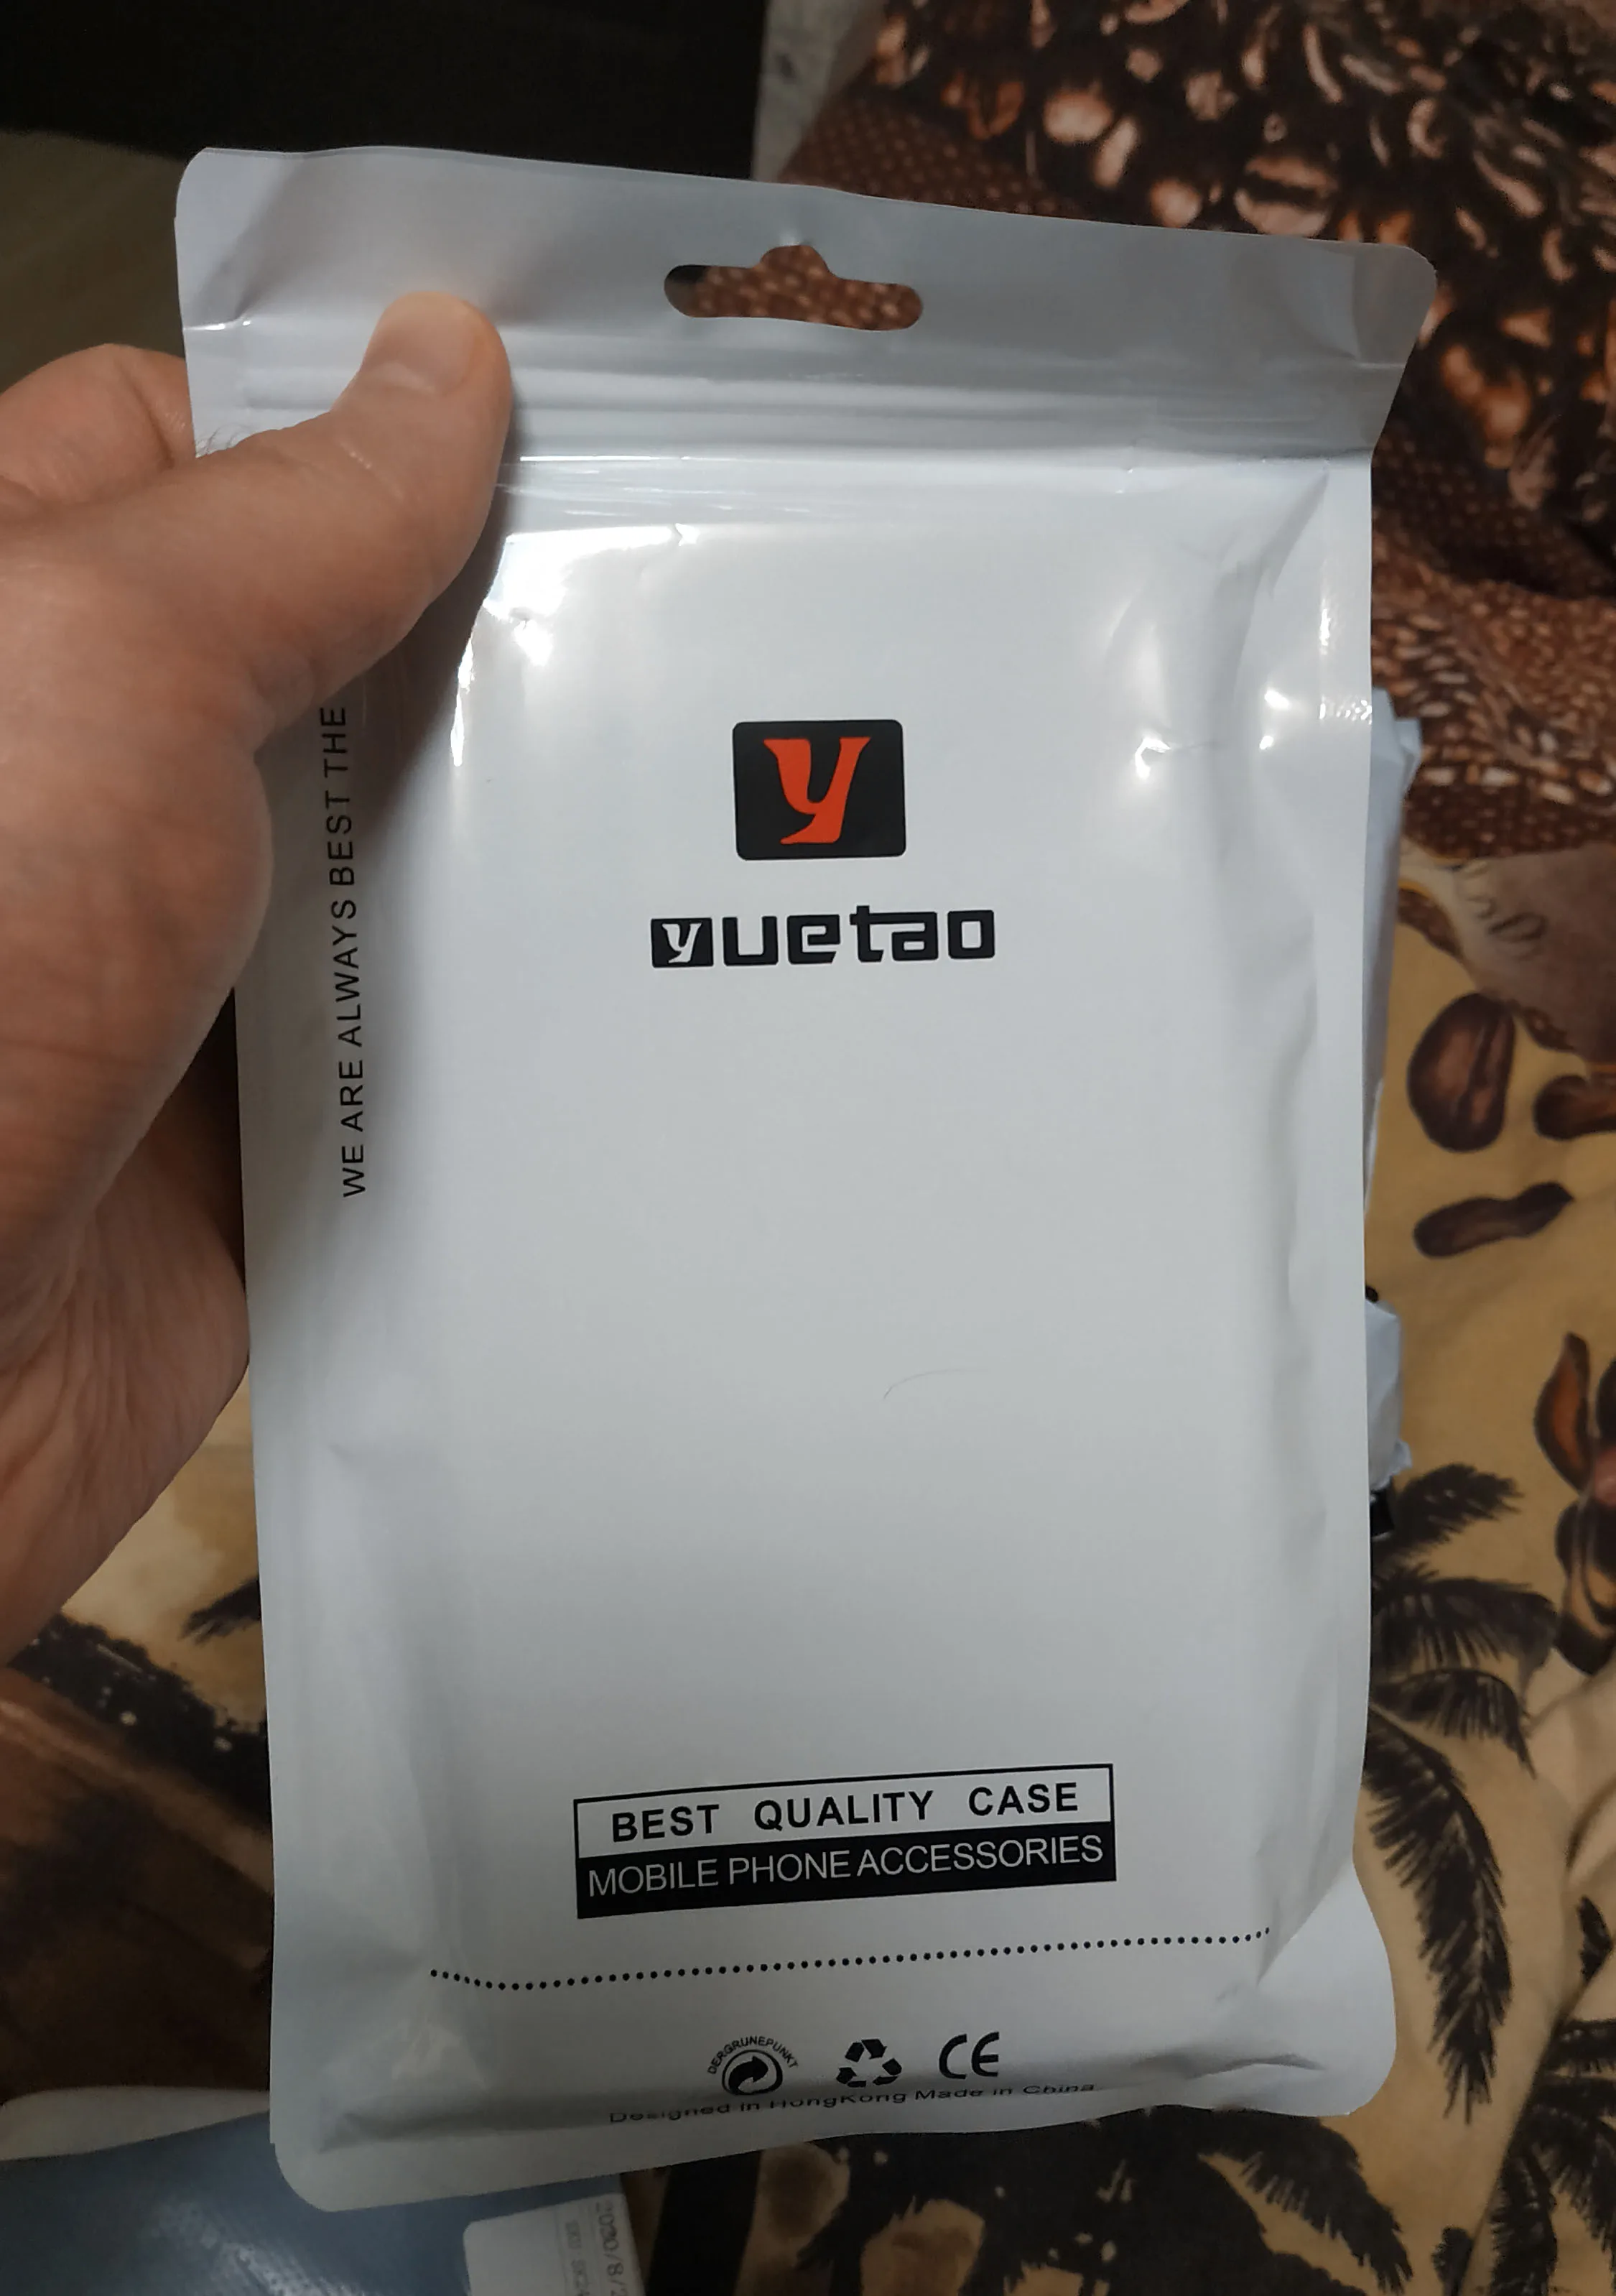 WE ARE ALWAYS BEST THE
y
yuetao
BEST QUALITY CASE
MOBILE PHONE ACCESSORIES
DERGRUNEPUNKT
CE
Designed in HongKong Made in China